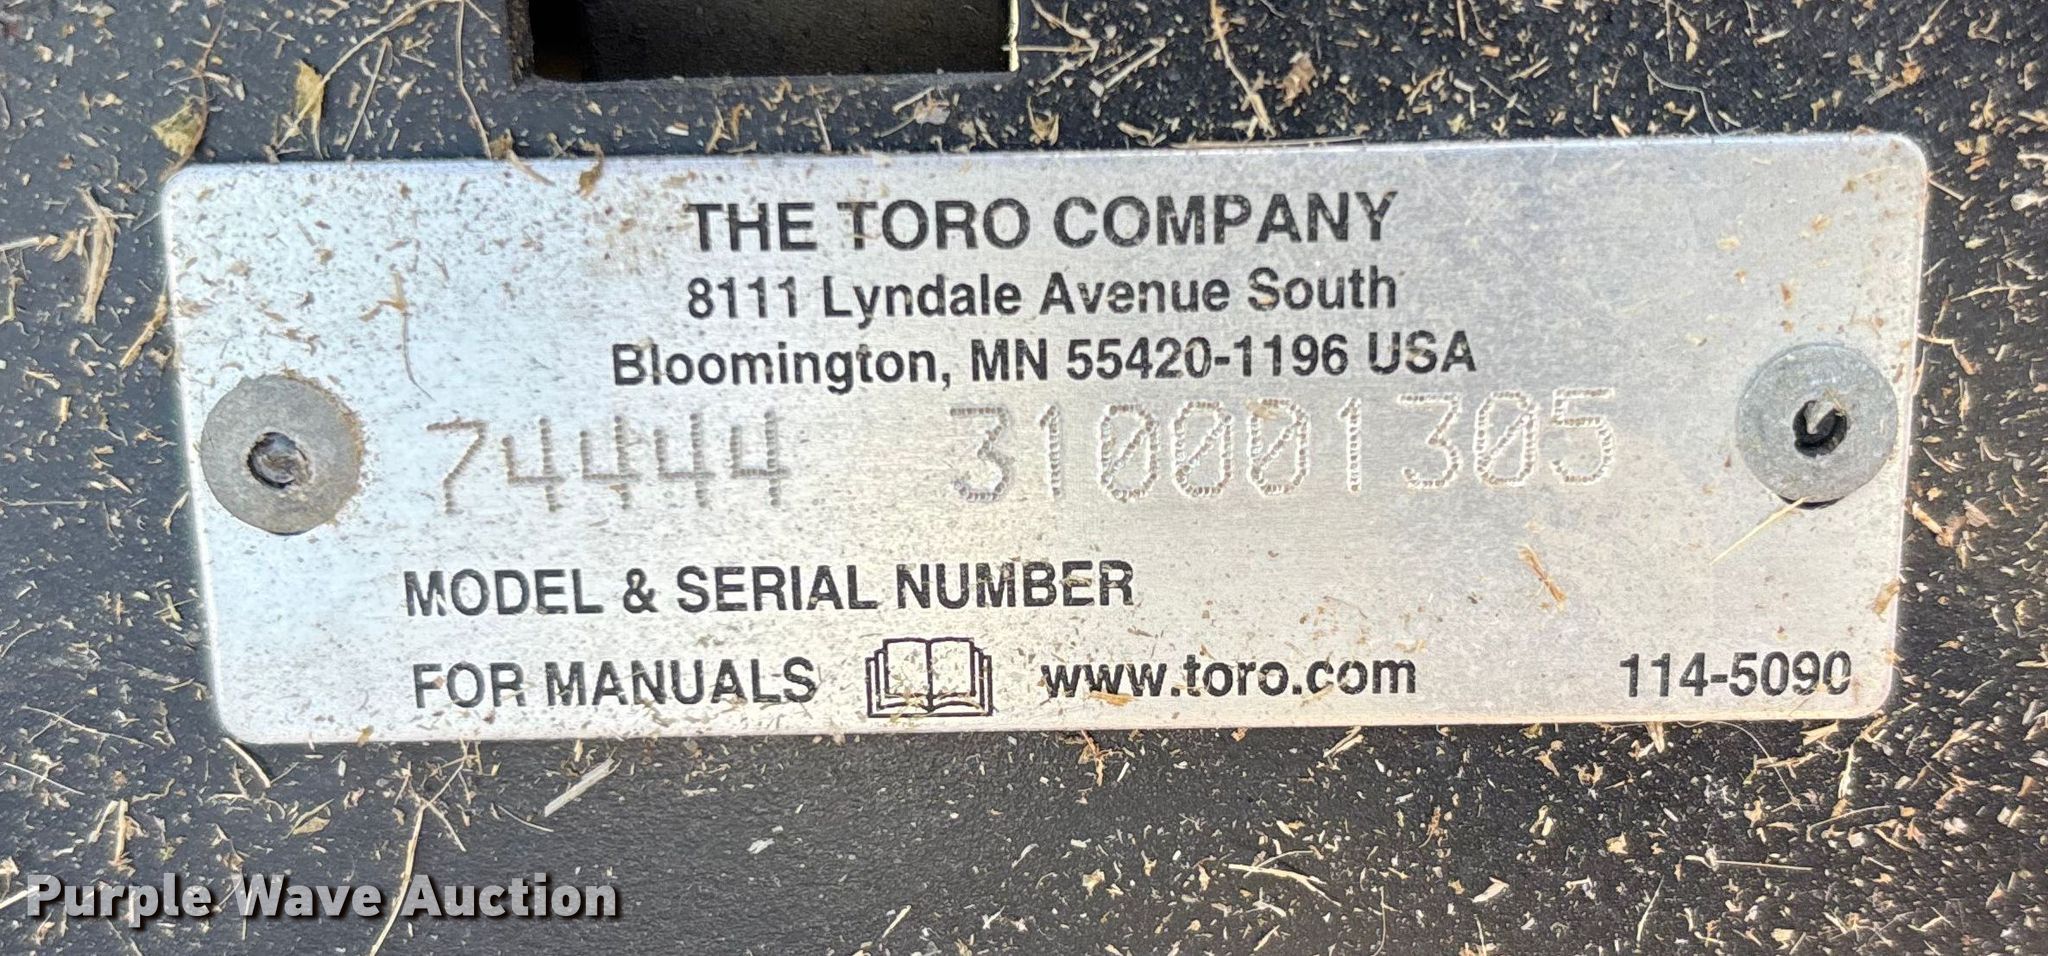 THE TORO COMPANY
8111 Lyndale Avenue South
Bloomington, MN 55420-1196 USA
74444 310001305
MODEL & SERIAL NUMBER
FOR MANUALS www.toro.com 114-5090
Purple Wave Auction